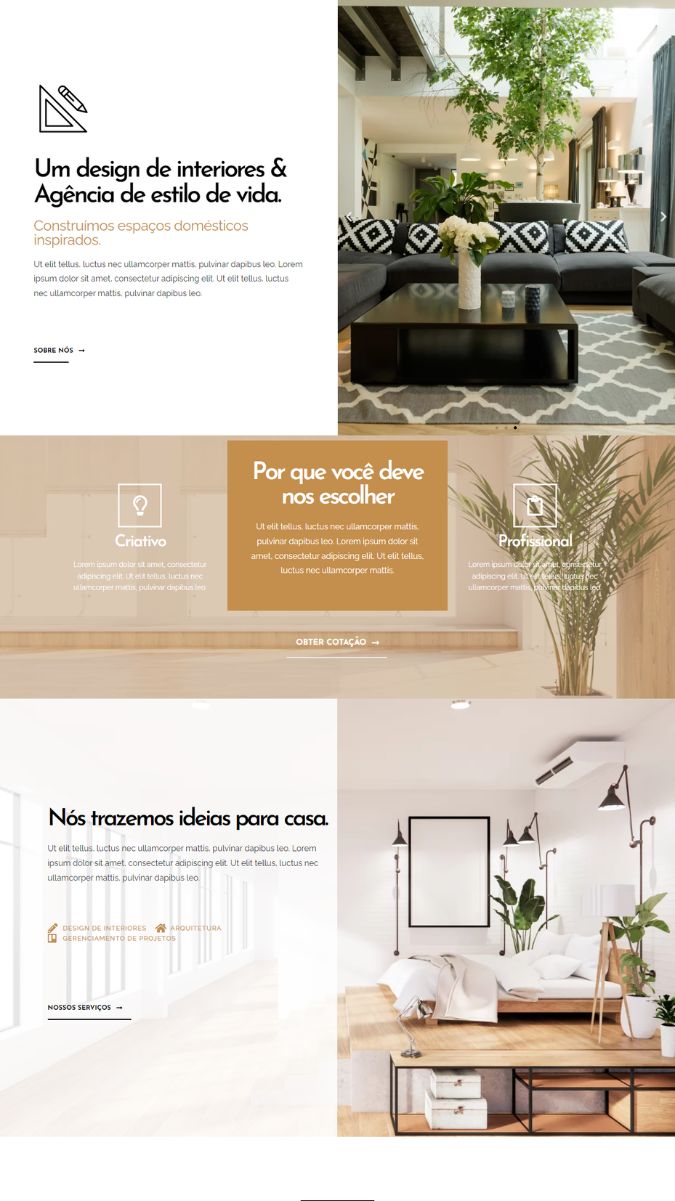 Um design de interiores &
Agência de estilo de vida.
Construímos espaços domésticos
inspirados.
Ut elit tellus, luctus nec ullamcorper mattis, pulvinar dapibus leo. Lorem
ipsum dolor sit amet, consectetur adipiscing elit. Ut elit tellus, luctus
nec ullamcorper mattis, pulvinar dapibus leo.
SOBRE NÓS →
Por que você deve
nos escolher
Ut elit tellus, luctus nec ullamcorper mattis,
pulvinar dapibus leo. Lorem ipsum dolor sit
amet, consectetur adipiscing elit. Ut elit tellus,
luctus nec ullamcorper mattis.
Criativo
Lorem ipsum dolor sit amet, consectetur
adipiscing elit. Ut elit tellus, luctus nec
ullamcorper mattis, pulvinar dapibus leo.
Profissional
Lorem ipsum dolor sit amet, consectetur
adipiscing elit. Ut elit tellus, luctus nec
ullamcorper mattis, pulvinar dapibus leo.
OBTER COTAÇÃO →
Nós trazemos ideias para casa.
Ut elit tellus, luctus nec ullamcorper mattis, pulvinar dapibus leo. Lorem
ipsum dolor sit amet, consectetur adipiscing elit. Ut elit tellus, luctus nec
ullamcorper mattis, pulvinar dapibus leo.
DESIGN DE INTERIORES ARQUITETURA
GERENCIAMENTO DE PROJETOS
NOSSOS SERVIÇOS →